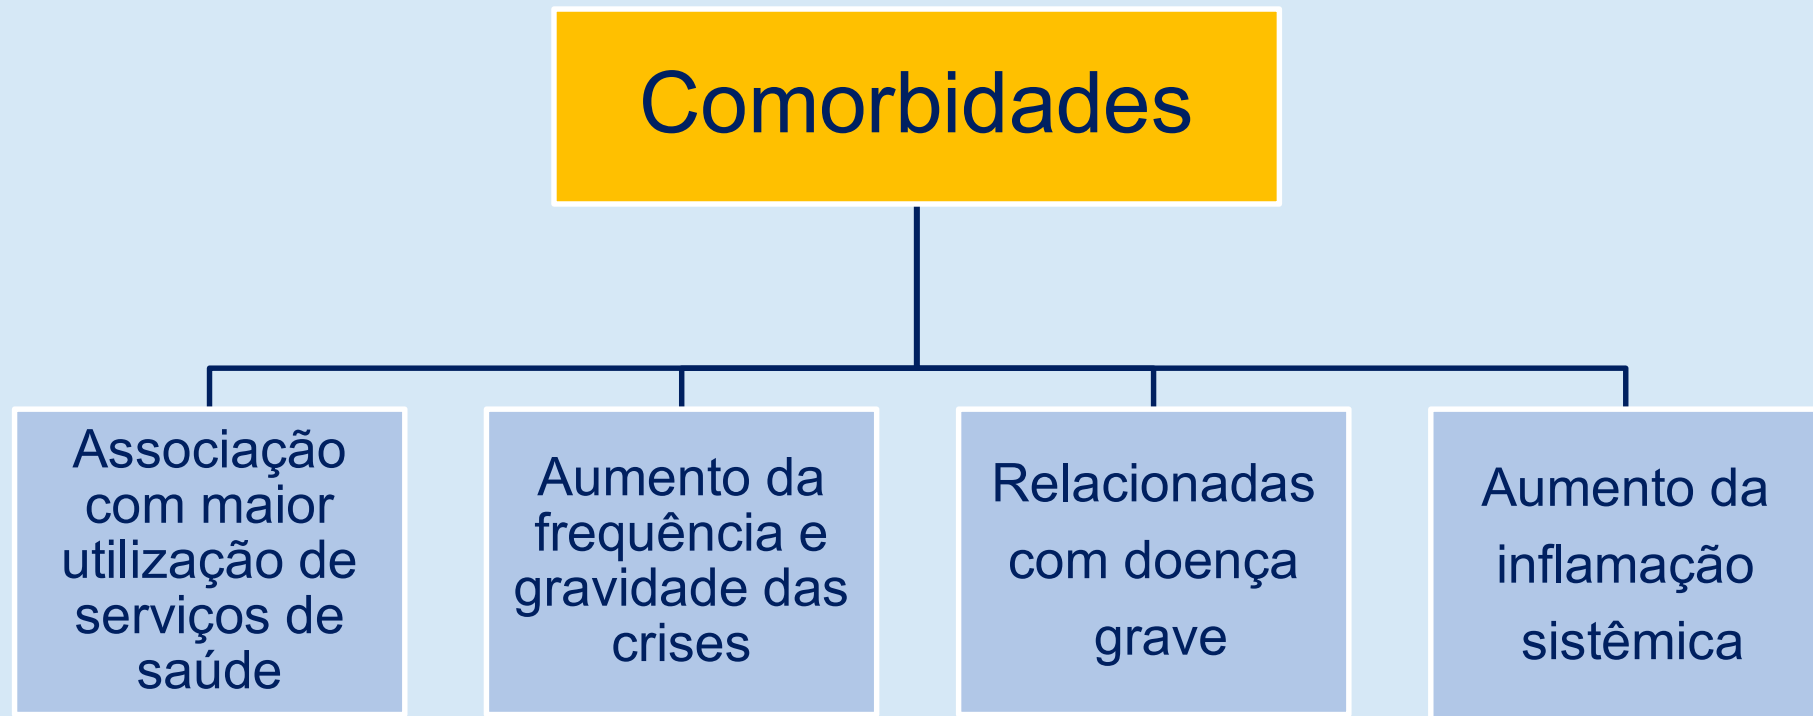 Comorbidades
Associação
com maior
utilização de
serviços de
saúde
Aumento da
frequência e
gravidade das
crises
Relacionadas
com doença
grave
Aumento da
inflamação
sistêmica